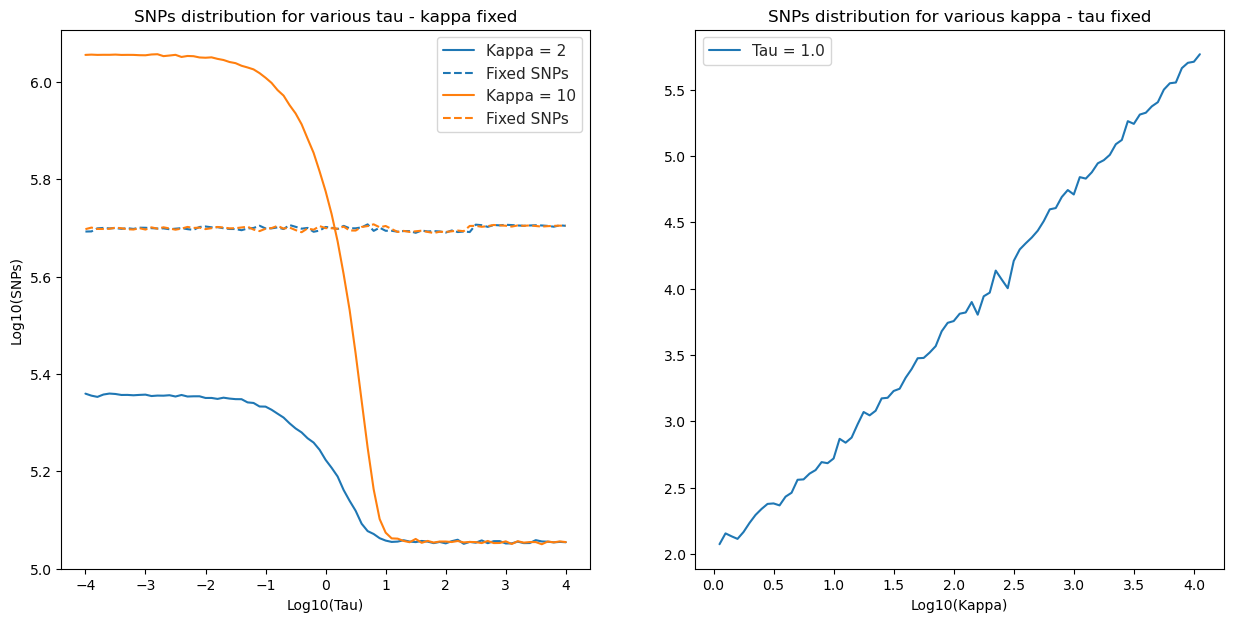 SNPs distribution for various tau - kappa fixed
Kappa = 2
Fixed SNPs
Kappa = 10
Fixed SNPs
6.0
5.8
5.6
5.4
5.2
5.0
Log10(SNPs)
−4 −3 −2 −1 0 1 2 3 4
Log10(Tau)
SNPs distribution for various kappa - tau fixed
Tau = 1.0
5.5
5.0
4.5
4.0
3.5
3.0
2.5
2.0
0.0 0.5 1.0 1.5 2.0 2.5 3.0 3.5 4.0
Log10(Kappa)